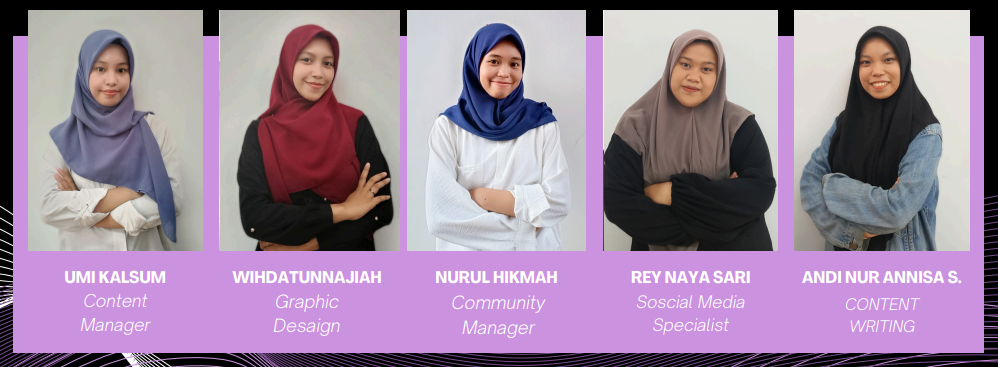 UMI KALSUM
Content
Manager
WIHDATUNNAJIAH
Graphic
Desaign
NURUL HIKMAH
Community
Manager
REY NAYA SARI
Soscial Media
Specialist
ANDI NUR ANNISA S.
CONTENT
WRITING